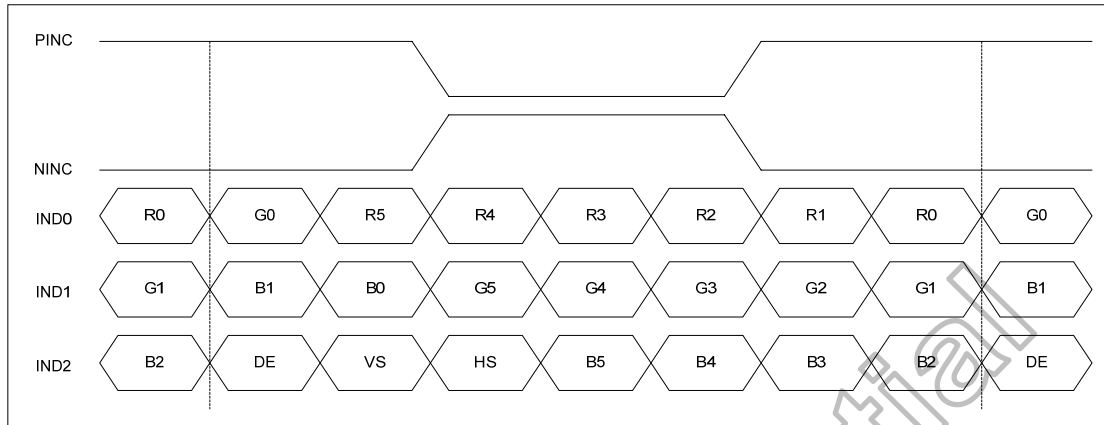 PINC
NINC
IND0 R0 G0 R5 R4 R3 R2 R1 R0 G0
IND1 G1 B1 B0 G5 G4 G3 G2 G1 B1
IND2 B2 DE VS HS B5 B4 B3 B2 DE
tial